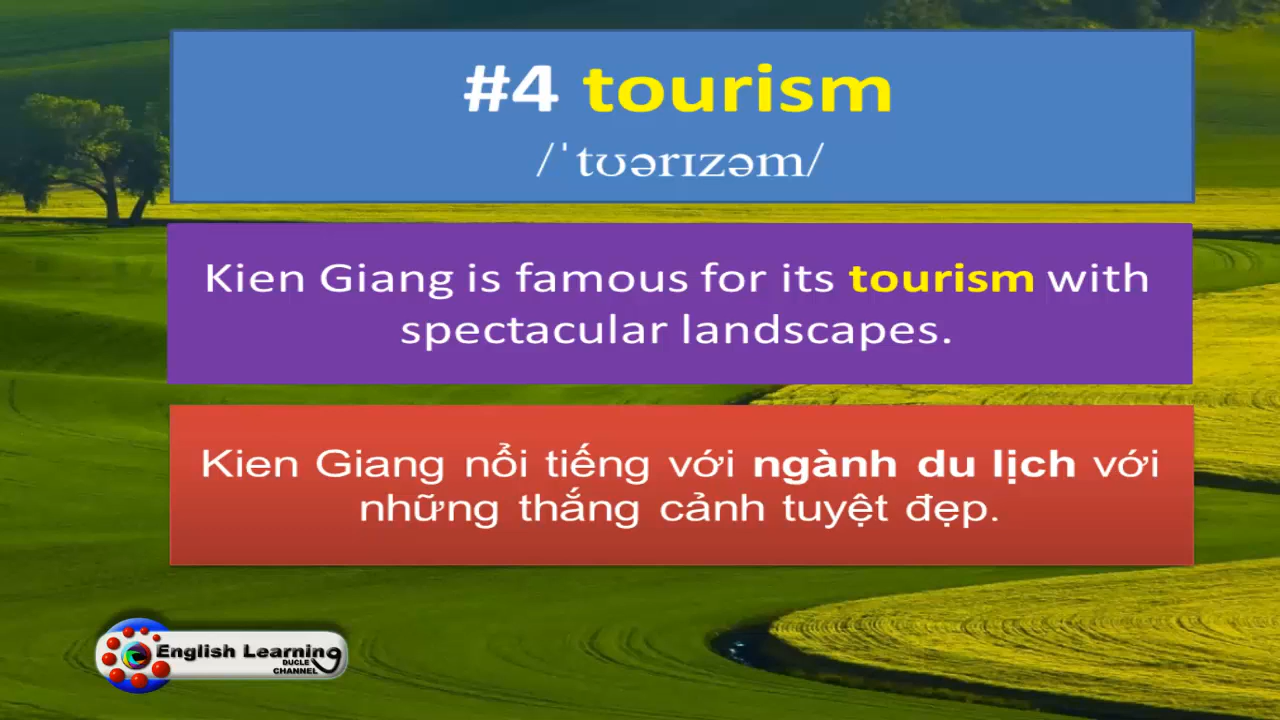 #4 tourism
/ˈtʊərɪzəm/
Kien Giang is famous for its tourism with
spectacular landscapes.
Kien Giang nổi tiếng với ngành du lịch với
những thắng cảnh tuyệt đẹp.
English Learning
DUCLE
CHANNEL